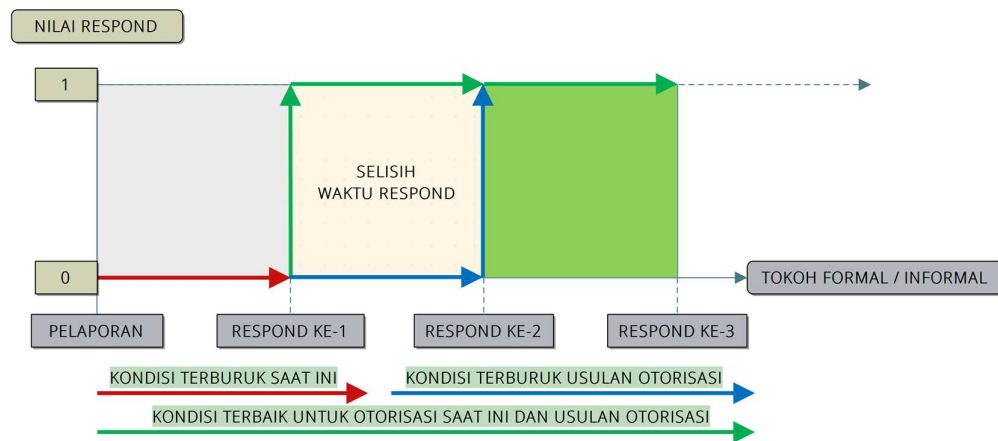 NILAI RESPOND
1
SELISIH
WAKTU RESPOND
0
TOKOH FORMAL / INFORMAL
PELAPORAN
RESPOND KE-1
RESPOND KE-2
RESPOND KE-3
KONDISI TERBURUK SAAT INI
KONDISI TERBURUK USULAN OTORISASI
KONDISI TERBAIK UNTUK OTORISASI SAAT INI DAN USULAN OTORISASI